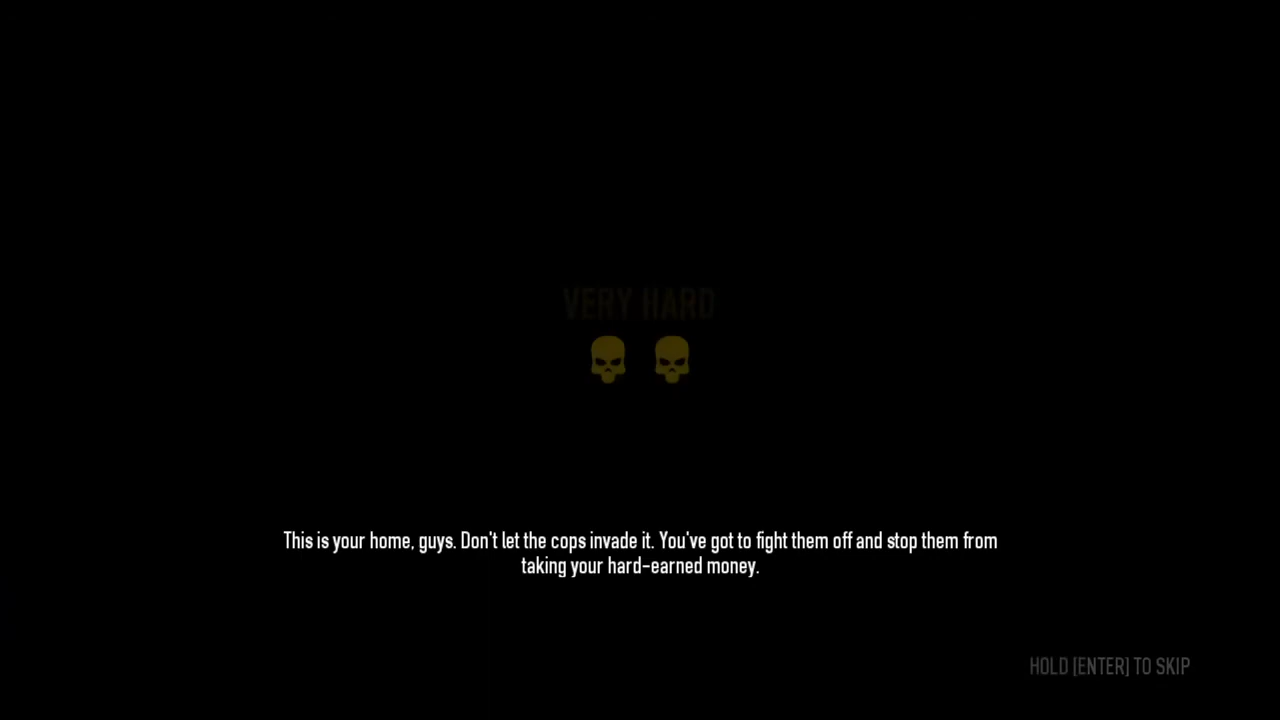 VERY HARD
This is your home, guys. Don't let the cops invade it. You've got to fight them off and stop them from
taking your hard-earned money.
HOLD [ENTER] TO SKIP